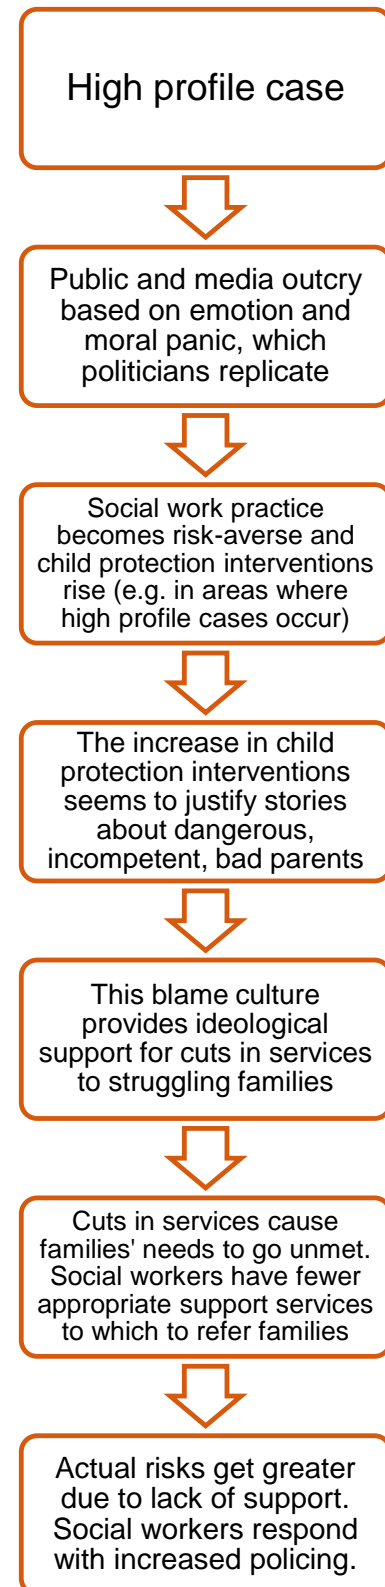 High profile case
Public and media outcry
based on emotion and
moral panic, which
politicians replicate
Social work practice
becomes risk-averse and
child protection interventions
rise (e.g. in areas where
high profile cases occur)
The increase in child
protection interventions
seems to justify stories
about dangerous,
incompetent, bad parents
This blame culture
provides ideological
support for cuts in services
to struggling families
Cuts in services cause
families' needs to go unmet.
Social workers have fewer
appropriate support services
to which to refer families
Actual risks get greater
due to lack of support.
Social workers respond
with increased policing.